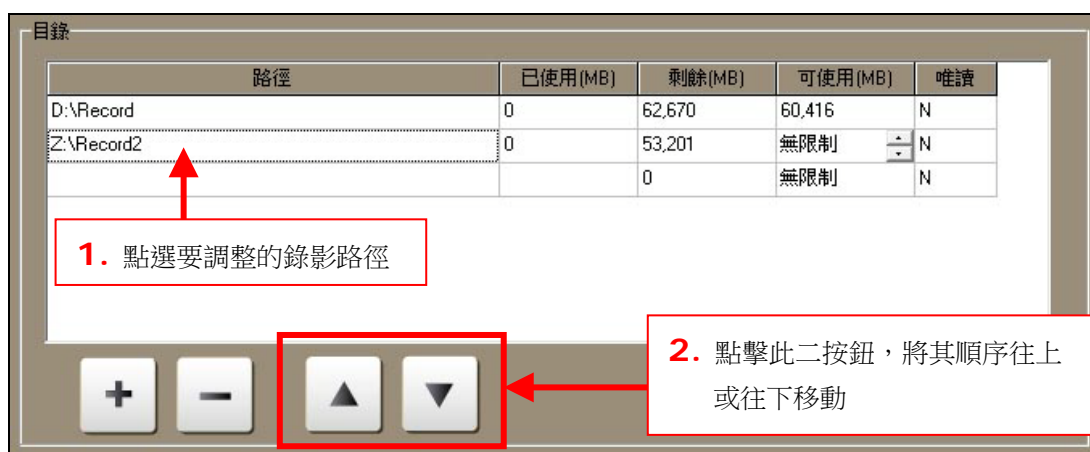 目錄
路徑 已使用(MB) 剩餘(MB) 可使用(MB) 唯讀
D:\Record 0 62,670 60,416 N
Z:\Record2 0 53,201 無限制 N
0 無限制 N
1. 點選要調整的錄影路徑
2. 點擊此二按鈕，將其順序往上
或往下移動